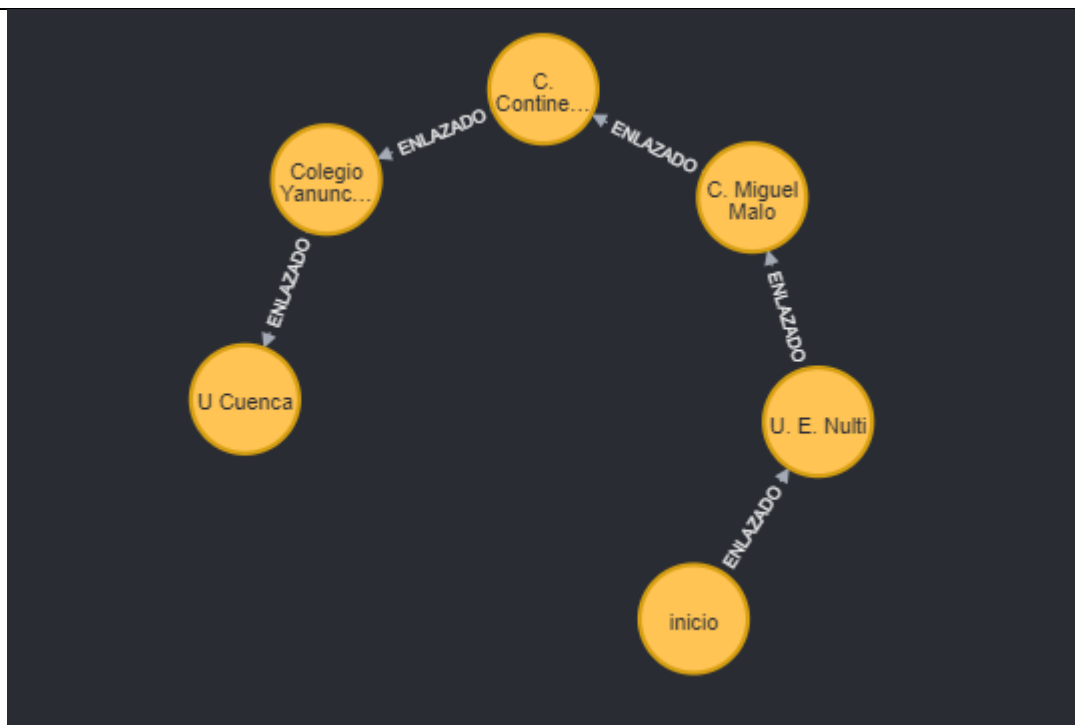 C.
Contine...
ENLAZADO
ENLAZADO
Colegio
Yanunc...
C. Miguel
Malo
ENLAZADO
ENLAZADO
U Cuenca
U. E. Nulti
ENLAZADO
inicio